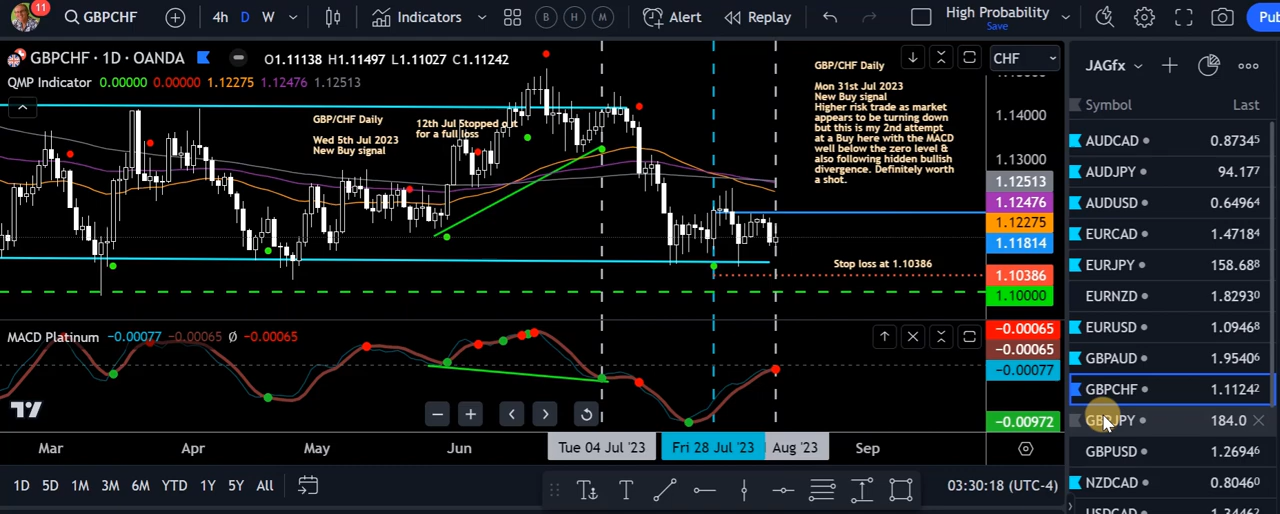 11
GBPCHF
4h
D
W
Indicators
B
H
M
Alert
Replay
High Probability
Save
Pu
GBPCHF · 1D · OANDA
O1.11138 H1.11497 L1.11027 C1.11242
CHF
QMP Indicator 0.00000 0.00000 1.12275 1.12476 1.12513
GBP/CHF Daily
Wed 5th Jul 2023
New Buy signal
12th Jul Stopped out
for a full loss
GBP/CHF Daily
Mon 31st Jul 2023
New Buy signal
Higher risk trade as market
appears to be turning down
but this is my 2nd attempt
at a Buy here with the MACD
well below the zero level &
also following hidden bullish
divergence. Definitely worth
a shot.
Stop loss at 1.10386
1.14000
1.13000
1.12513
1.12476
1.12275
1.11814
1.10386
1.10000
MACD Platinum -0.00077 -0.00065 Ø -0.00065
-0.00065
-0.00065
-0.00077
-0.00972
Mar
Apr
May
Jun
Tue 04 Jul '23
Fri 28 Jul '23
Aug '23
Sep
1D 5D 1M 3M 6M YTD 1Y 5Y All
03:30:18 (UTC-4)
JAGfx
Symbol Last
AUDCAD 0.87345
AUDJPY 94.177
AUDUSD 0.64964
EURCAD 1.47184
EURJPY 158.688
EURNZD 1.82930
EURUSD 1.09468
GBPAUD 1.95406
GBPCHF 1.11242
GBPJPY 184.0
GBPUSD 1.26946
NZDCAD 0.80460